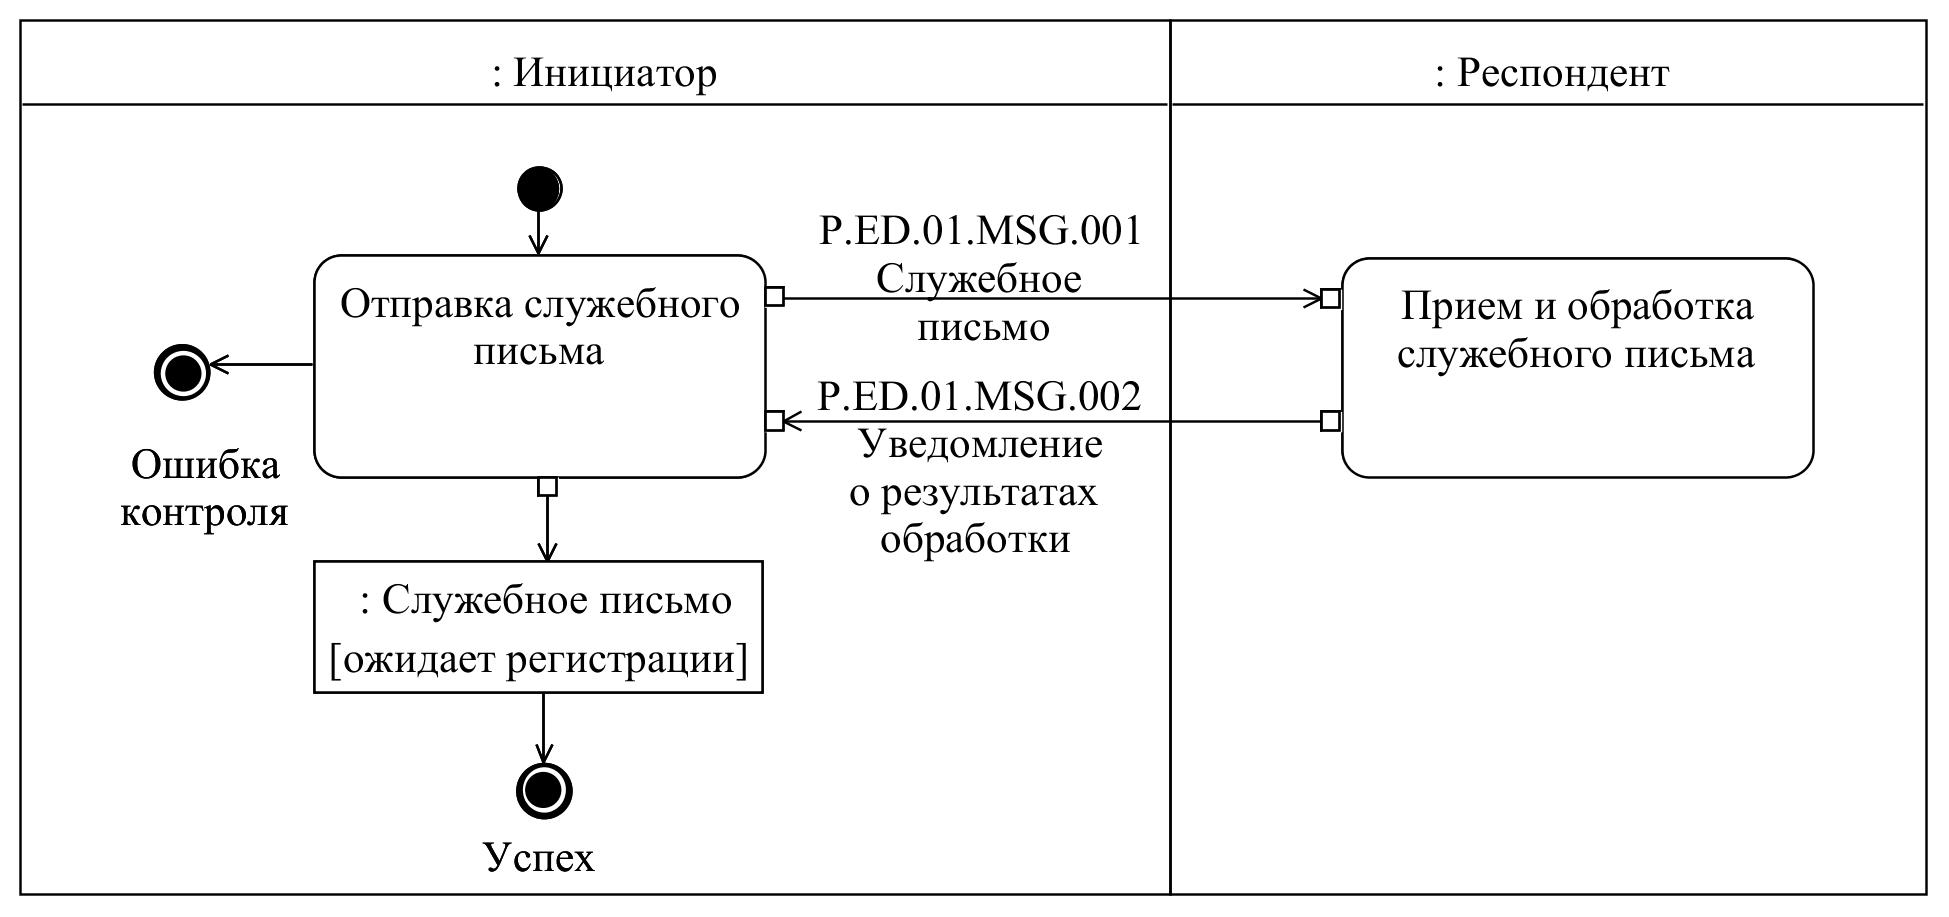 : Инициатор
: Респондент
P.ED.01.MSG.001
Служебное
письмо
Отправка служебного
письма
Прием и обработка
служебного письма
P.ED.01.MSG.002
Уведомление
о результатах
обработки
Ошибка
контроля
: Служебное письмо
[ожидает регистрации]
Успех